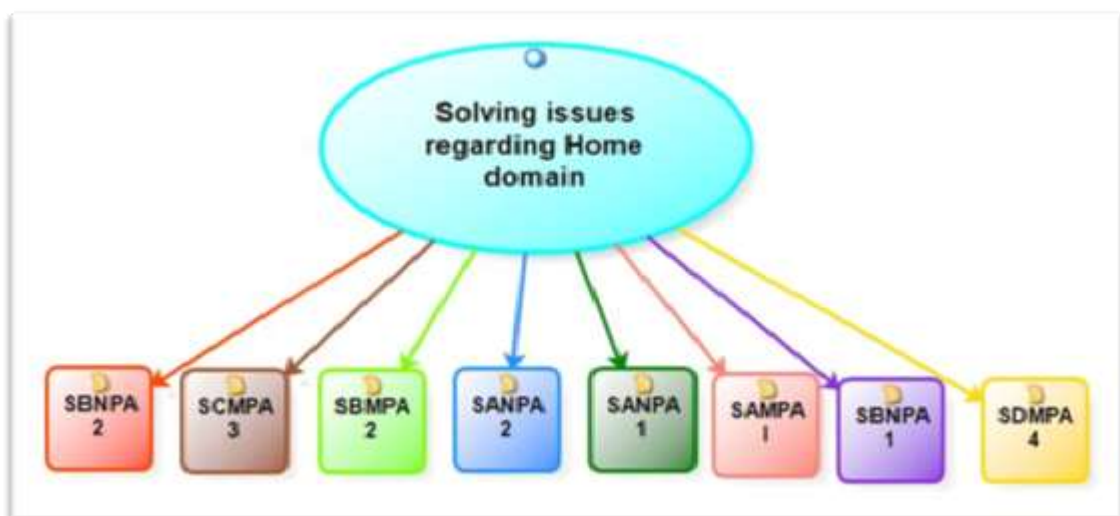 Solving issues
regarding Home
domain
SBNPA
2
SCMPA
3
SBMPA
2
SANPA
2
SANPA
1
SAMPA
I
SBNPA
1
SDMPA
4